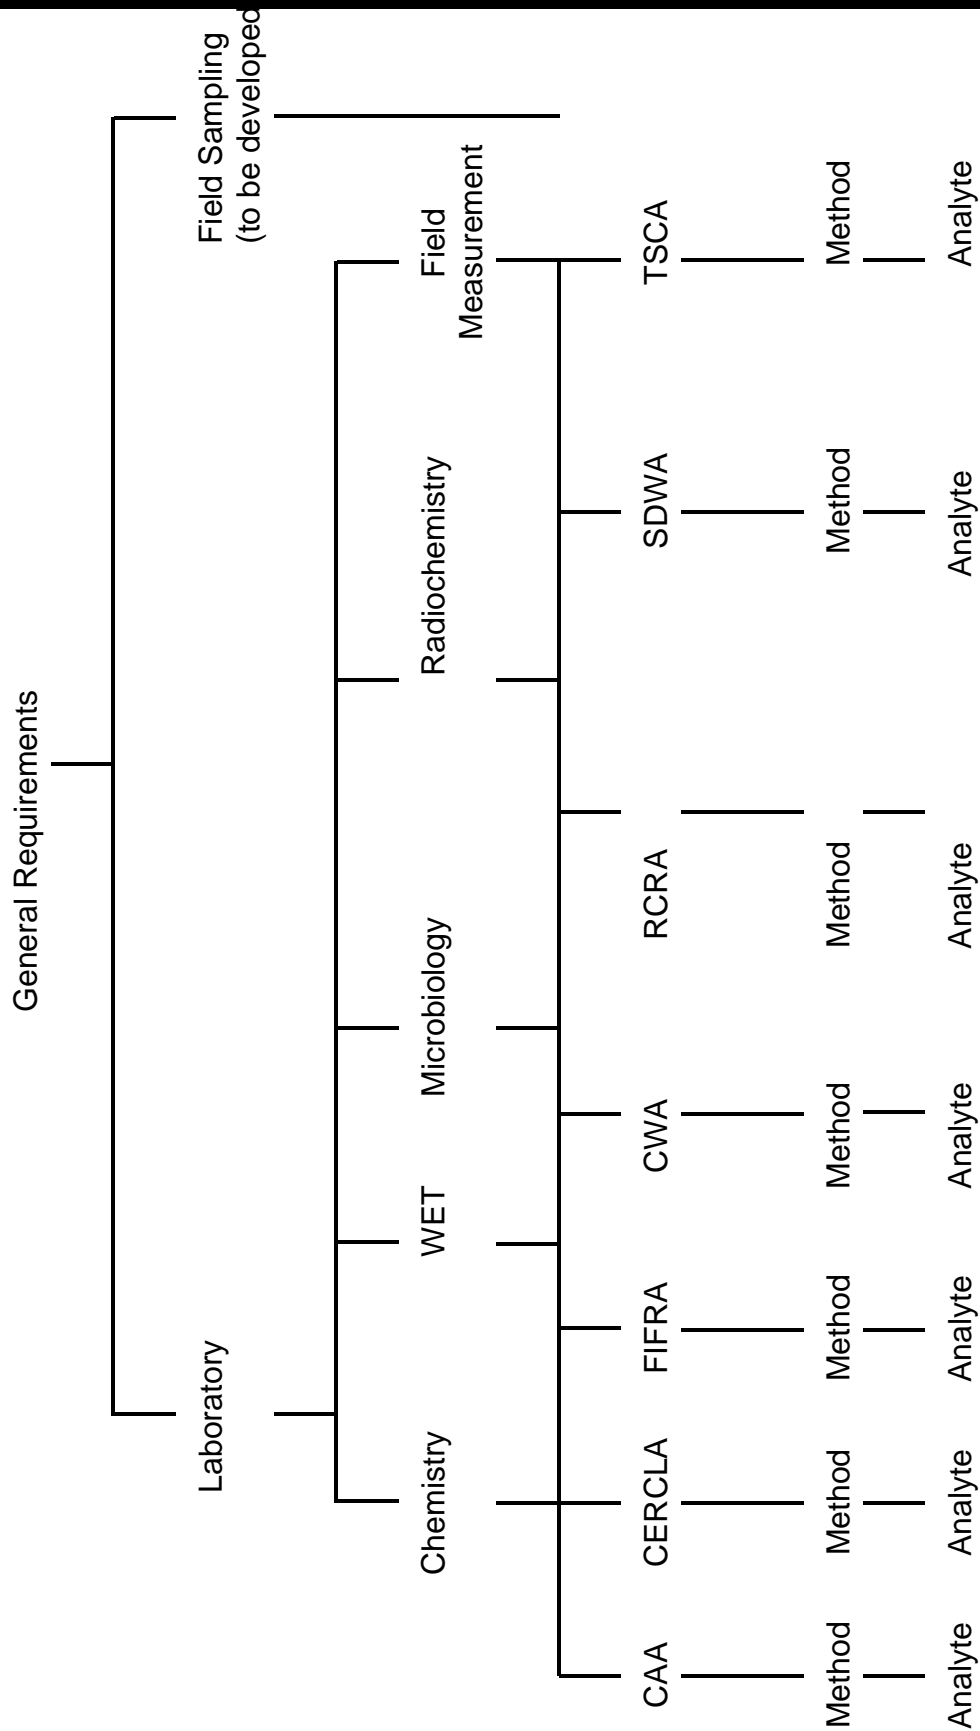 General Requirements
Laboratory
Field Sampling
(to be developed
Chemistry
WET
Microbiology
Radiochemistry
Field
Measurement
CAA
CERCLA
FIFRA
CWA
RCRA
SDWA
TSCA
Method
Method
Method
Method
Method
Method
Method
Analyte
Analyte
Analyte
Analyte
Analyte
Analyte
Analyte